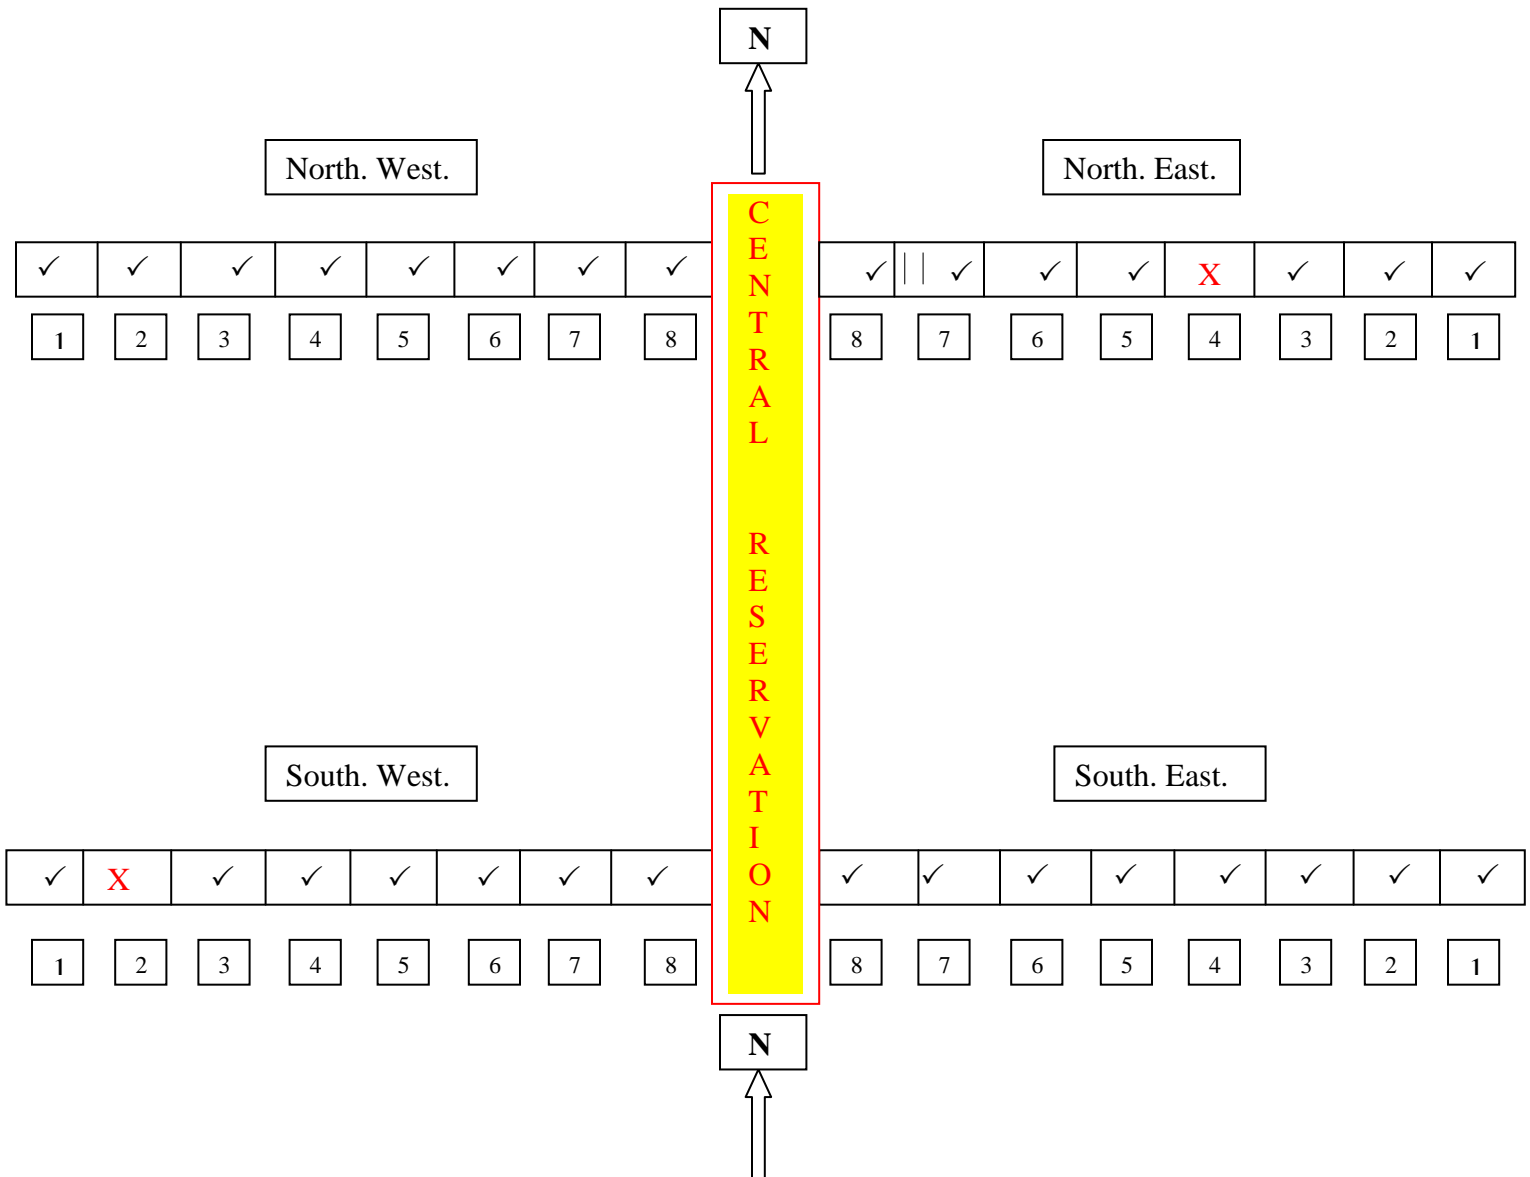 N
North. West.
North. East.
✓ ✓ ✓ ✓ ✓ ✓ ✓ ✓
✓ | | ✓ ✓ ✓ X ✓ ✓ ✓
1 2 3 4 5 6 7 8
8 7 6 5 4 3 2 1
CENTRAL RESERVATION
South. West.
South. East.
✓ X ✓ ✓ ✓ ✓ ✓ ✓
✓ ✓ ✓ ✓ ✓ ✓ ✓ ✓
1 2 3 4 5 6 7 8
8 7 6 5 4 3 2 1
N